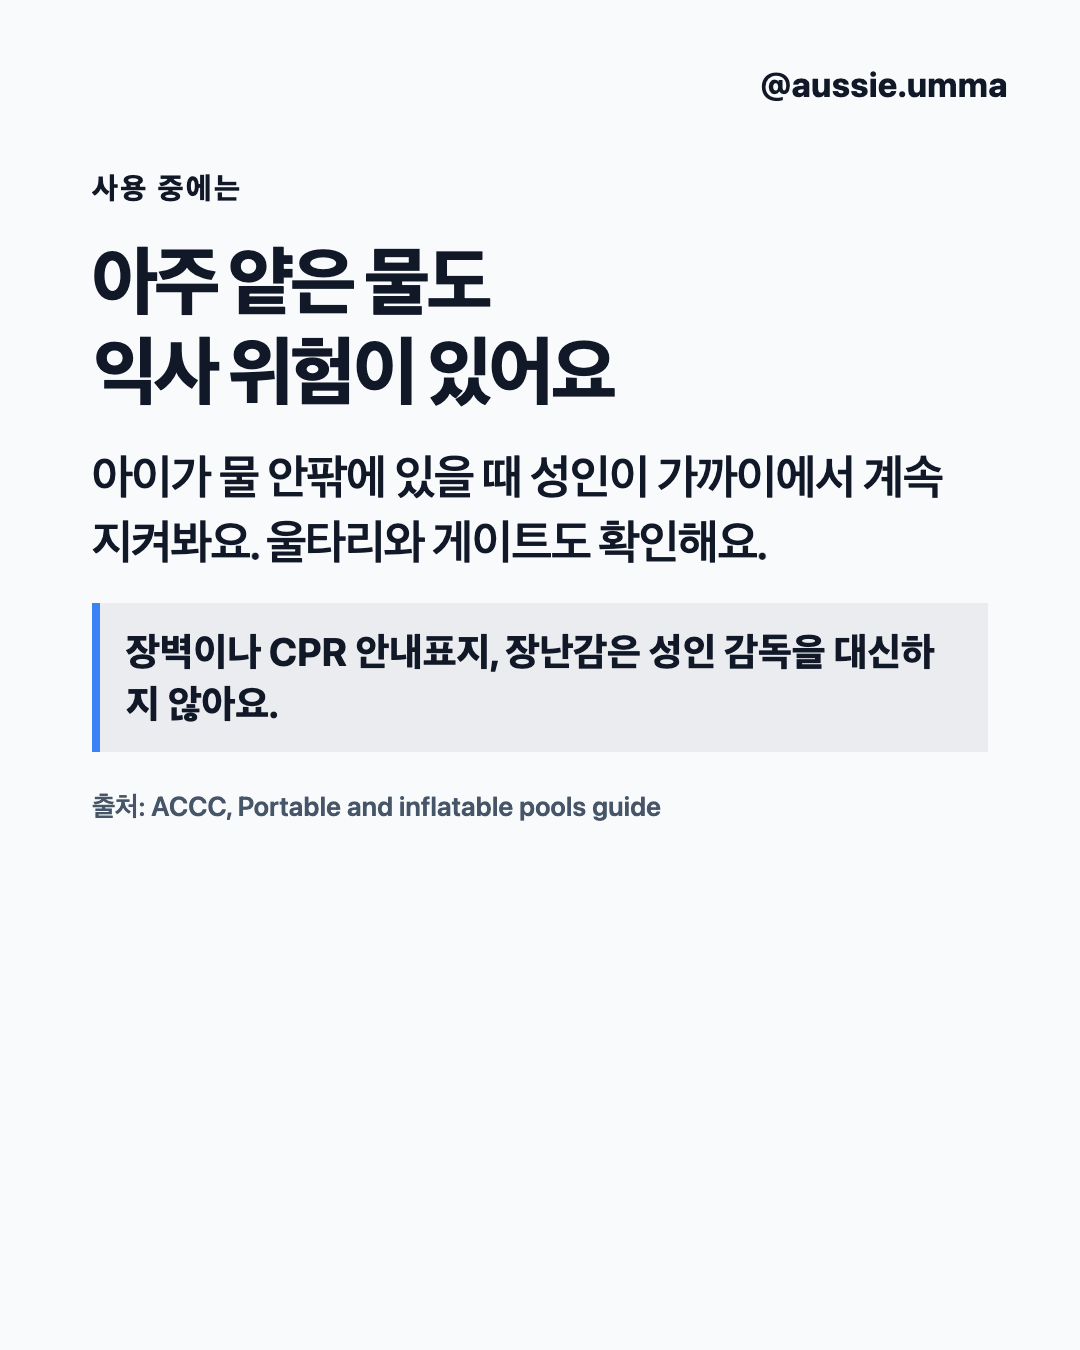 @aussie.umma
사용 중에는
아주 얕은 물도
익사 위험이 있어요
아이가 물 안팎에 있을 때 성인이 가까이에서 계속
지켜봐요. 울타리와 게이트도 확인해요.
장벽이나 CPR 안내표지, 장난감은 성인 감독을 대신하
지 않아요.
출처: ACCC, Portable and inflatable pools guide